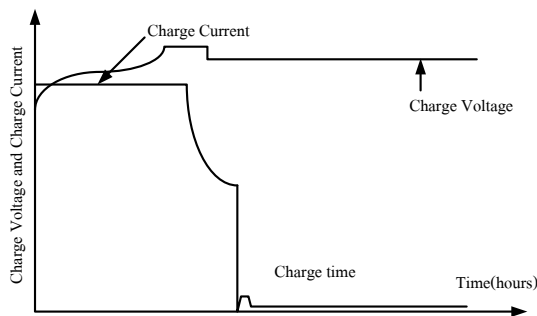 Charge Current
Charge Voltage
Charge Voltage and Charge Current
Charge time
Time(hours)